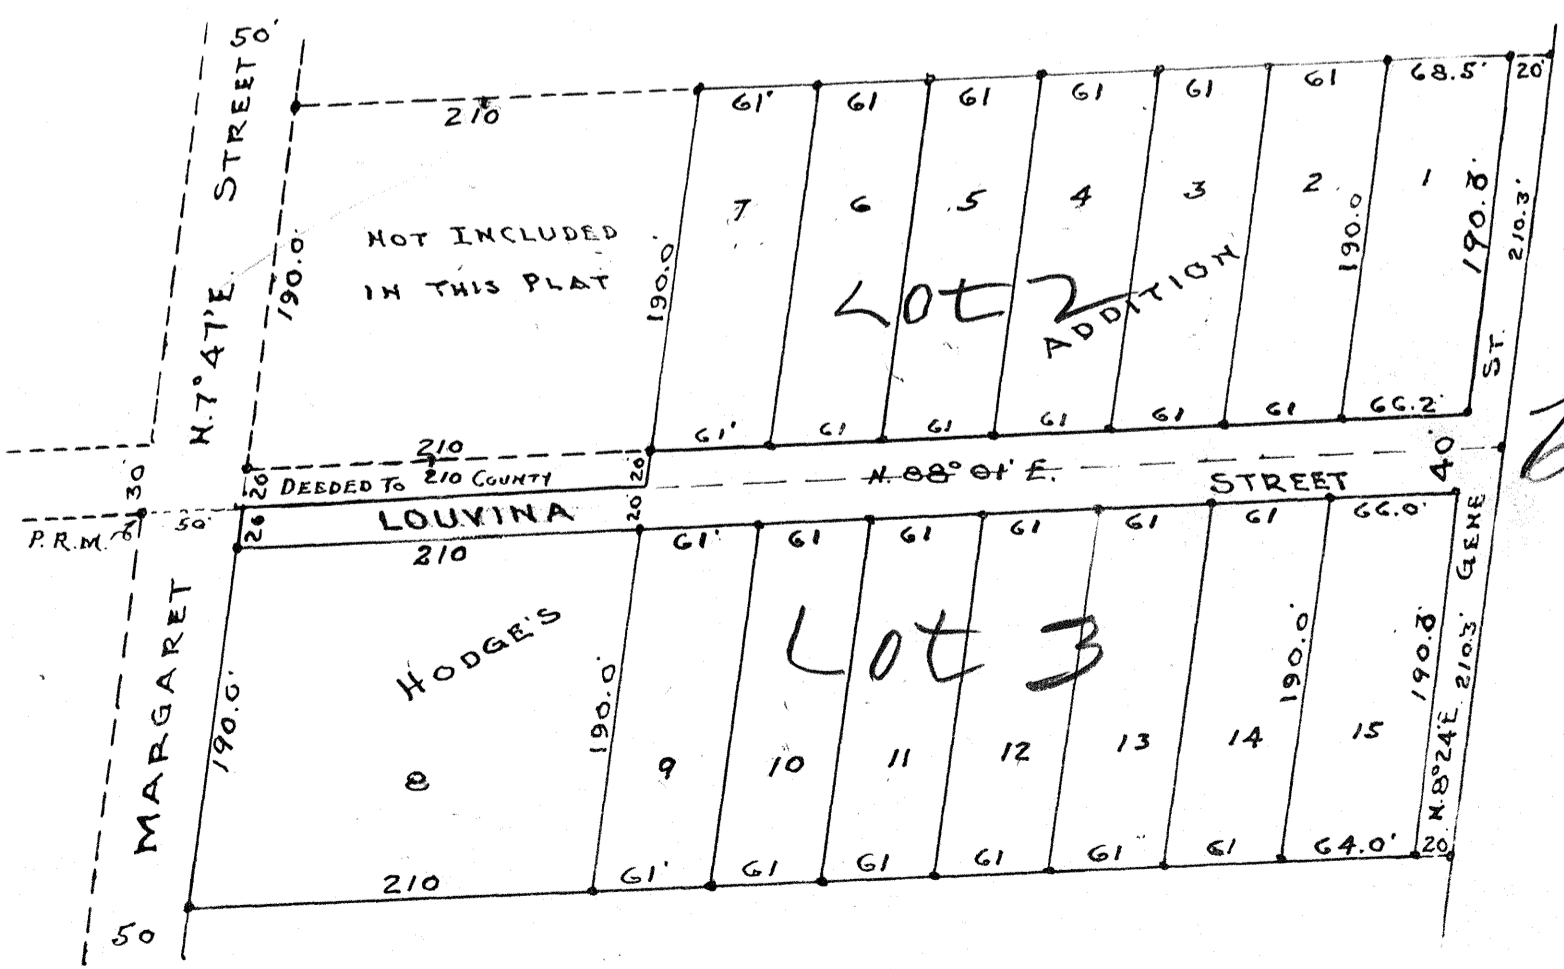 50'
STREET
N.7°47'E.
210
61' 61 61 61 61 61 68.5' 20'
7 6 5 4 3 2 1
190.0 190.0 190.0 190.3' 210.3'
NOT INCLUDED
IN THIS PLAT
Lot 2
ADDITION
ST.
210
61' 61 61 61 61 61 66.2'
30
20 DEEDED TO 210 COUNTY 20
N. 88° 01' E.
STREET
40'
P.R.M. 50'
20 LOUVINA 20
210
61' 61 61 61 61 61 66.0'
GENE
MARGARET
HODGE'S
Lot 3
190.0' 190.0' 190.0' 190.3' 210.3'
N.8°24'E.
8 9 10 11 12 13 14 15
210
61' 61 61 61 61 61 64.0' 20
50